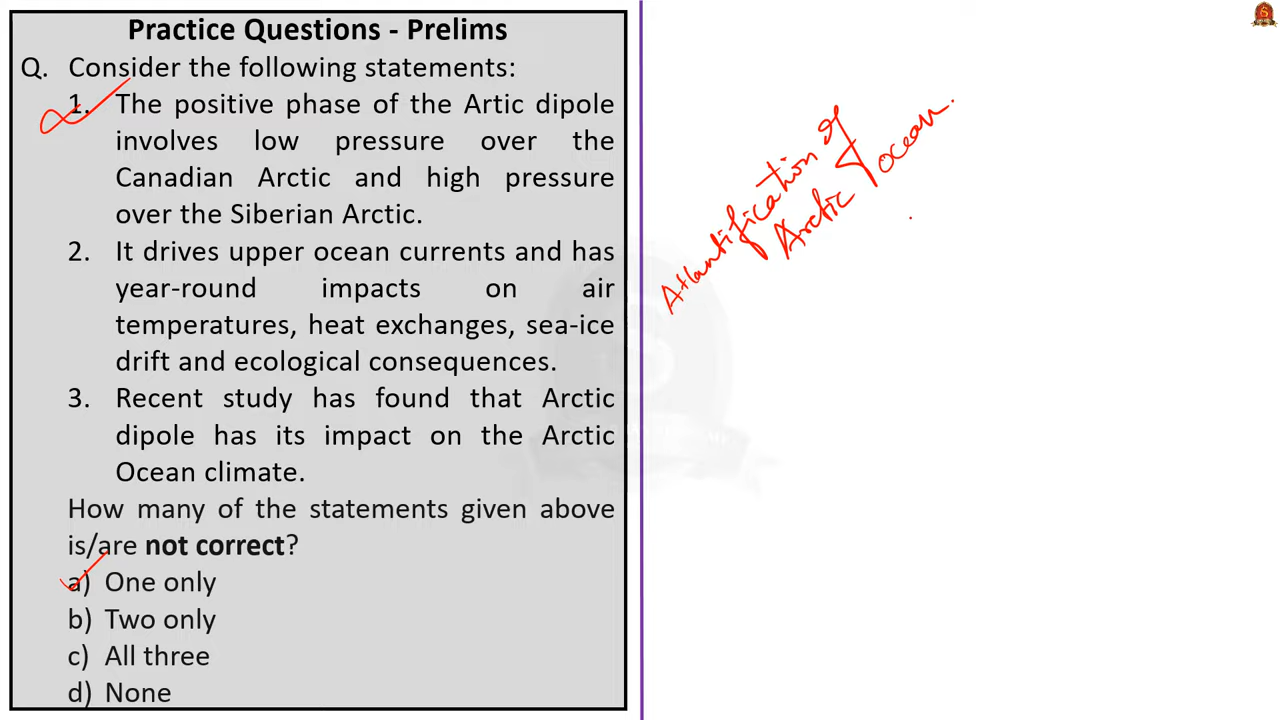 Practice Questions - Prelims
Q. Consider the following statements:
1. The positive phase of the Artic dipole
involves low pressure over the
Canadian Arctic and high pressure
over the Siberian Arctic.
2. It drives upper ocean currents and has
year-round impacts on air
temperatures, heat exchanges, sea-ice
drift and ecological consequences.
3. Recent study has found that Arctic
dipole has its impact on the Arctic
Ocean climate.
How many of the statements given above
is/are not correct?
a) One only
b) Two only
c) All three
d) None
Atlantification of
Arctic ocean.